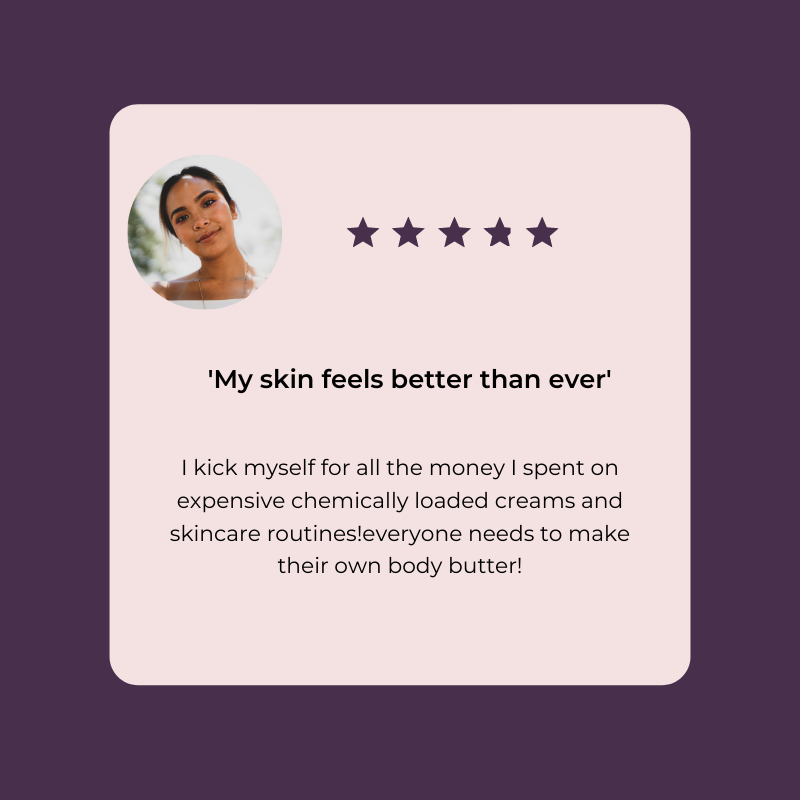 'My skin feels better than ever'
I kick myself for all the money I spent on
expensive chemically loaded creams and
skincare routines!everyone needs to make
their own body butter!